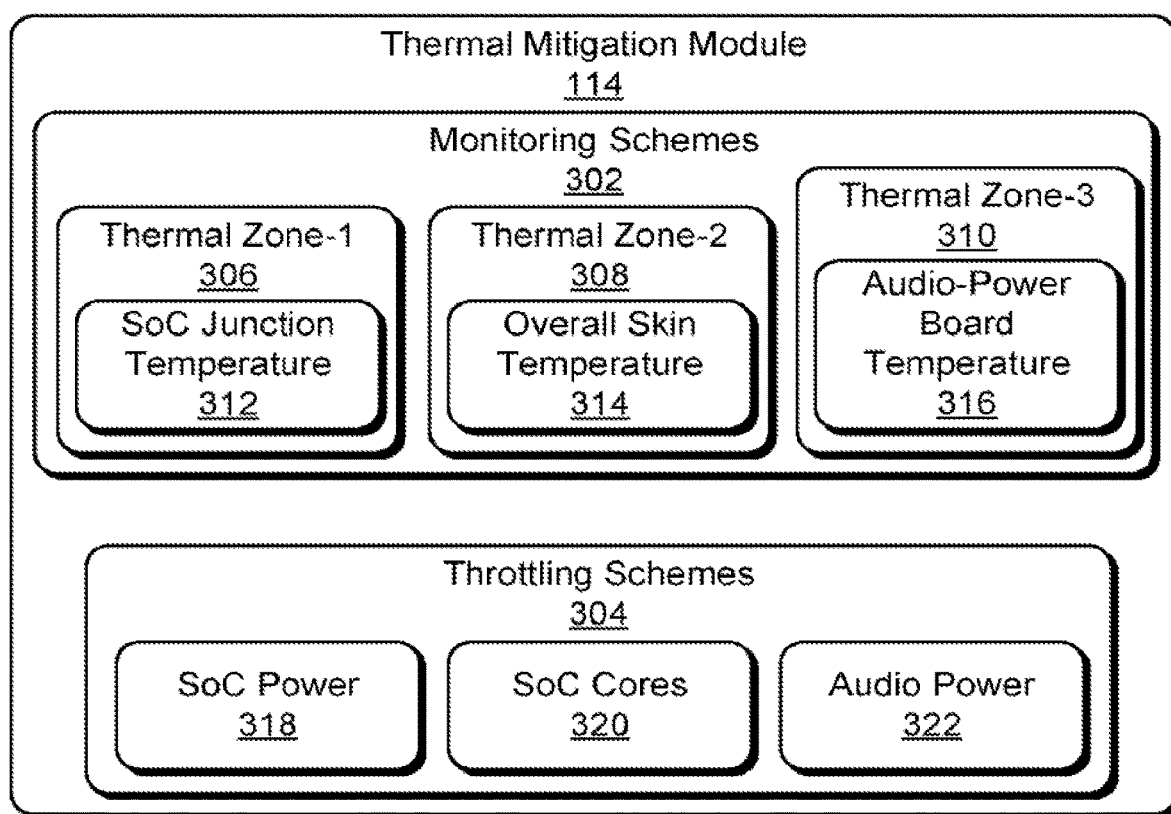 Thermal Mitigation Module
114
Monitoring Schemes
302
Thermal Zone-1
306
SoC Junction
Temperature
312
Thermal Zone-2
308
Overall Skin
Temperature
314
Thermal Zone-3
310
Audio-Power
Board
Temperature
316
Throttling Schemes
304
SoC Power
318
SoC Cores
320
Audio Power
322